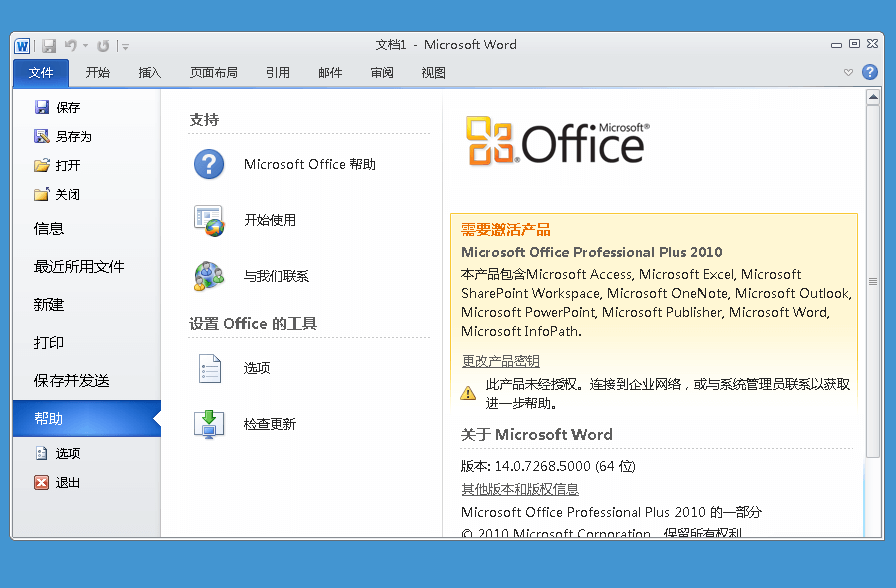 文档1 - Microsoft Word
文件 开始 插入 页面布局 引用 邮件 审阅 视图
保存
另存为
打开
关闭
信息
最近所用文件
新建
打印
保存并发送
帮助
选项
退出
支持
Microsoft Office 帮助
开始使用
与我们联系
设置 Office 的工具
选项
检查更新
Microsoft®
Office
需要激活产品
Microsoft Office Professional Plus 2010
本产品包含Microsoft Access, Microsoft Excel, Microsoft
SharePoint Workspace, Microsoft OneNote, Microsoft Outlook,
Microsoft PowerPoint, Microsoft Publisher, Microsoft Word,
Microsoft InfoPath.
更改产品密钥
此产品未经授权。连接到企业网络，或与系统管理员联系以获取
进一步帮助。
关于 Microsoft Word
版本: 14.0.7268.5000 (64 位)
其他版本和版权信息
Microsoft Office Professional Plus 2010 的一部分
© 2010 Microsoft Corporation。保留所有权利